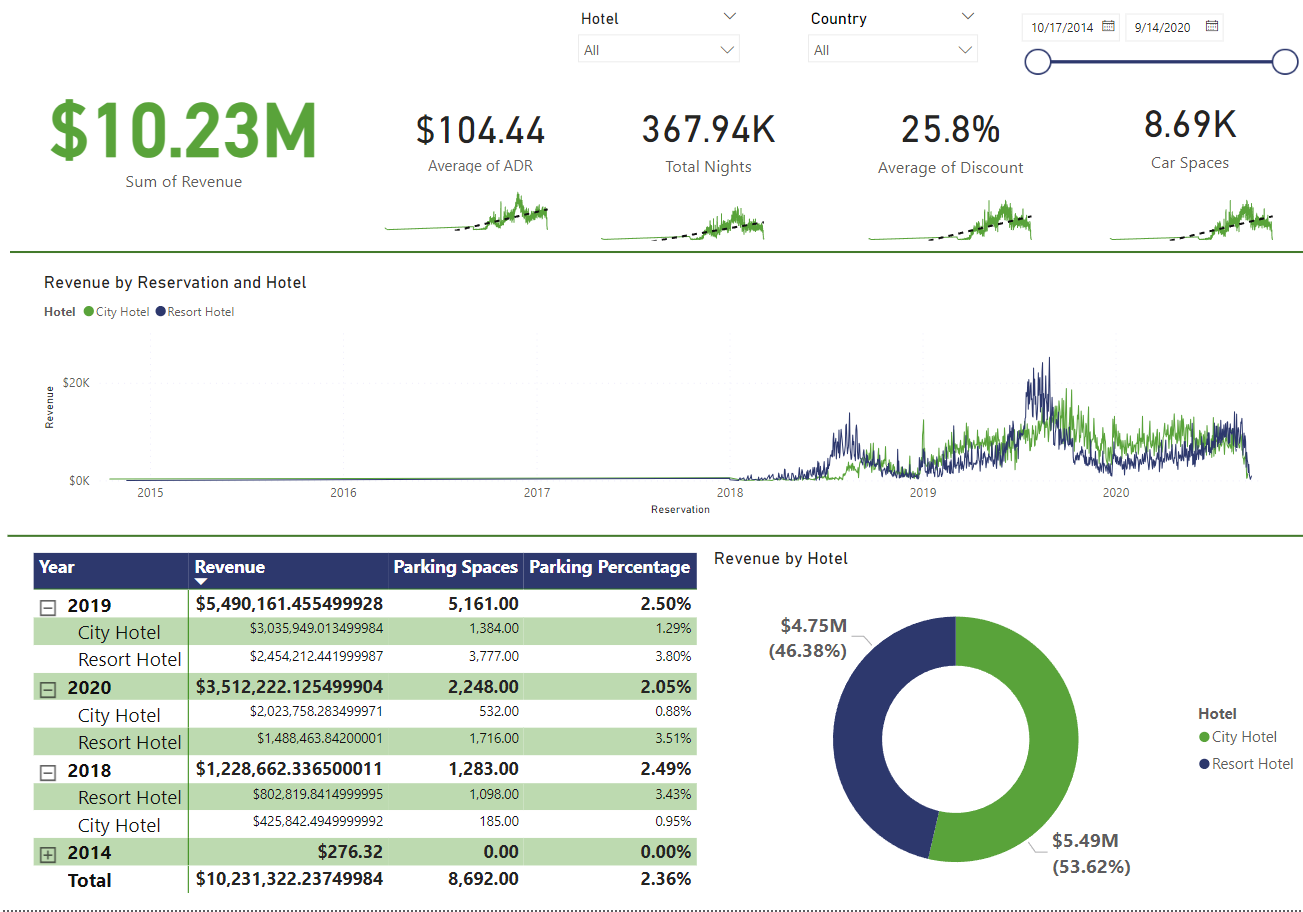 Hotel
All
Country
All
10/17/2014
9/14/2020
$10.23M
Sum of Revenue
$104.44
Average of ADR
367.94K
Total Nights
25.8%
Average of Discount
8.69K
Car Spaces
Revenue by Reservation and Hotel
Hotel City Hotel Resort Hotel
Revenue
$20K
$0K
2015 2016 2017 2018 2019 2020
Reservation
Year Revenue Parking Spaces Parking Percentage
2019 $5,490,161.455499928 5,161.00 2.50%
City Hotel $3,035,949.013499984 1,384.00 1.29%
Resort Hotel $2,454,212.441999987 3,777.00 3.80%
2020 $3,512,222.125499904 2,248.00 2.05%
City Hotel $2,023,758.283499971 532.00 0.88%
Resort Hotel $1,488,463.84200001 1,716.00 3.51%
2018 $1,228,662.336500011 1,283.00 2.49%
Resort Hotel $802,819.8414999995 1,098.00 3.43%
City Hotel $425,842.4949999992 185.00 0.95%
2014 $276.32 0.00 0.00%
Total $10,231,322.23749984 8,692.00 2.36%
Revenue by Hotel
$4.75M
(46.38%)
$5.49M
(53.62%)
Hotel
City Hotel
Resort Hotel